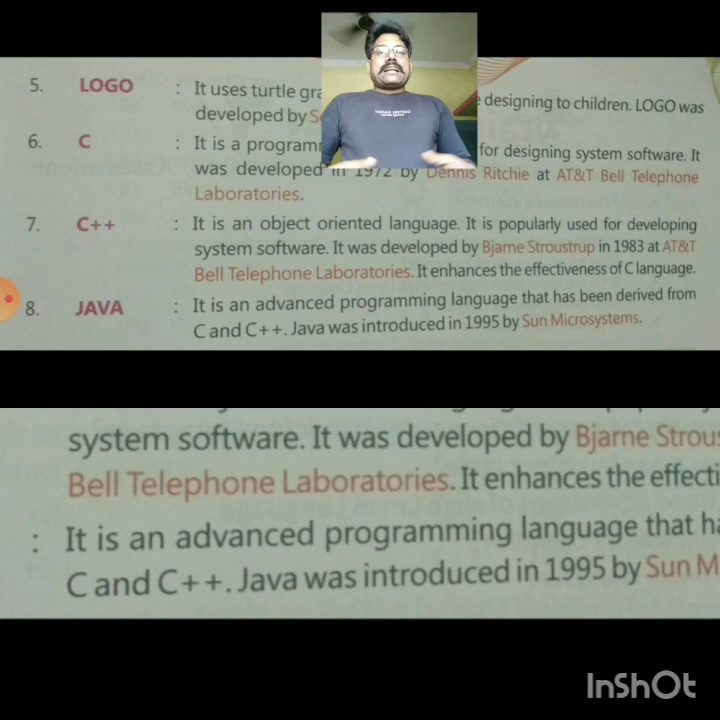 5. LOGO : It uses turtle gra designing to children. LOGO was
developed by S
6. C : It is a programm for designing system software. It
was developed in 1972 by Dennis Ritchie at AT&T Bell Telephone
Laboratories.
7. C++ : It is an object oriented language. It is popularly used for developing
system software. It was developed by Bjarne Stroustrup in 1983 at AT&T
Bell Telephone Laboratories. It enhances the effectiveness of C language.
8. JAVA : It is an advanced programming language that has been derived from
C and C++. Java was introduced in 1995 by Sun Microsystems.
system software. It was developed by Bjarne Strous
Bell Telephone Laboratories. It enhances the effecti
: It is an advanced programming language that ha
C and C++. Java was introduced in 1995 by Sun M
InShOt